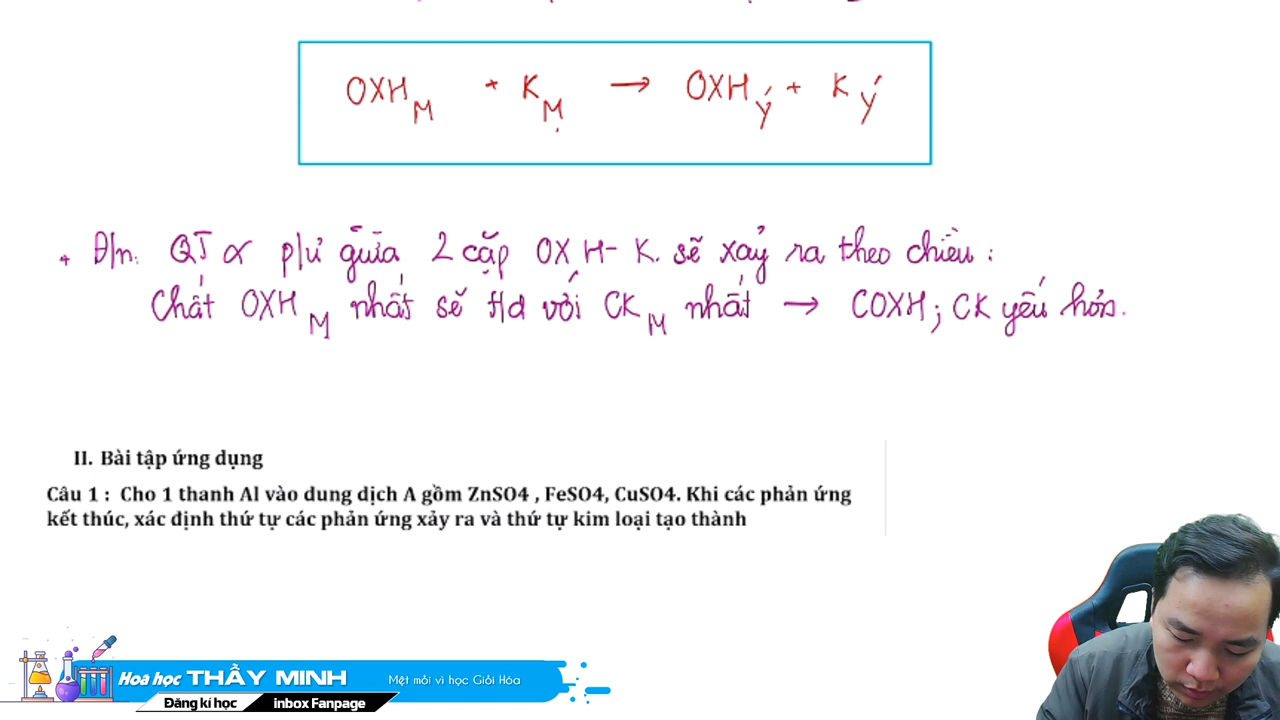 OXH M + K M → OXH Ý + K Ý
+ Đ/n: QT α p/ư giữa 2 cặp OXH - K. sẽ xảy ra theo chiều:
Chất OXH M nhất sẽ t/d với CK M nhất → COXH; CK yếu hơn.
II. Bài tập ứng dụng
Câu 1 : Cho 1 thanh Al vào dung dịch A gồm ZnSO4 , FeSO4, CuSO4. Khi các phản ứng
kết thúc, xác định thứ tự các phản ứng xảy ra và thứ tự kim loại tạo thành
Hoá học THẦY MINH
Mệt mỏi vì học Giỏi Hóa
Đăng kí học inbox Fanpage